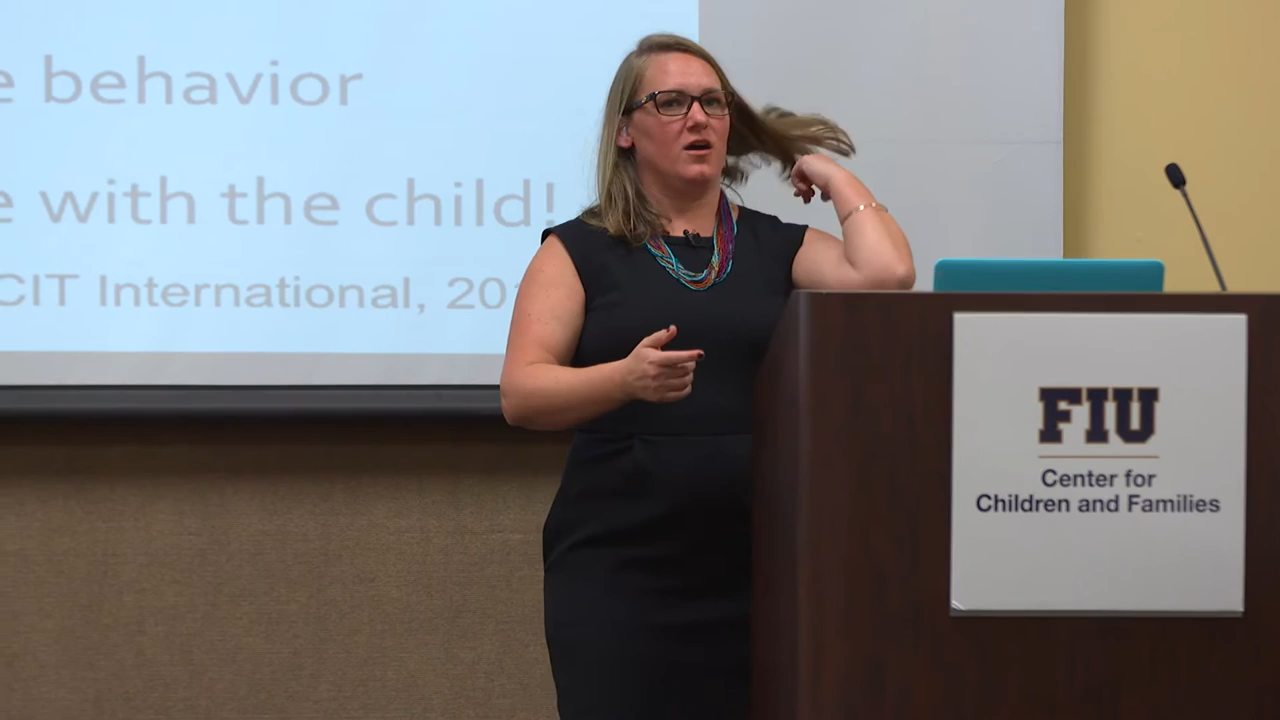 e behavior
e with the child!
CIT International, 20
FIU
Center for
Children and Families